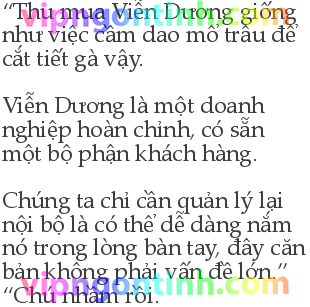 “Thu mua Viễn Dương giống
như việc cầm dao mổ trâu để
cắt tiết gà vậy.
Viễn Dương là một doanh
nghiệp hoàn chỉnh, có sẵn
một bộ phận khách hàng.
Chúng ta chỉ cần quản lý lại
nội bộ là có thể dễ dàng nắm
nó trong lòng bàn tay, đây căn
bản không phải vấn đề lớn.”
“Chủ nhân rồi.
vipngontinh.com
vipngontinh.com